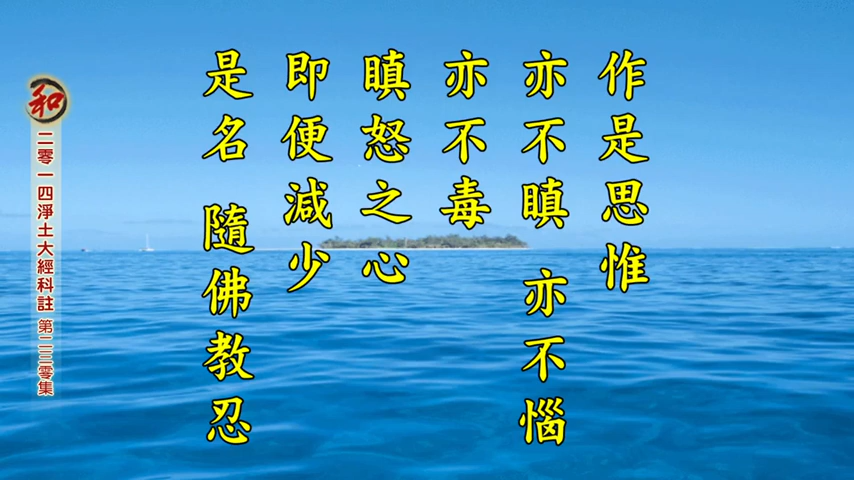 作是思惟
亦不瞋 亦不惱
亦不毒
瞋怒之心
即便減少
是名 隨佛教忍
和
二零一四淨土大經科註 第二三零集